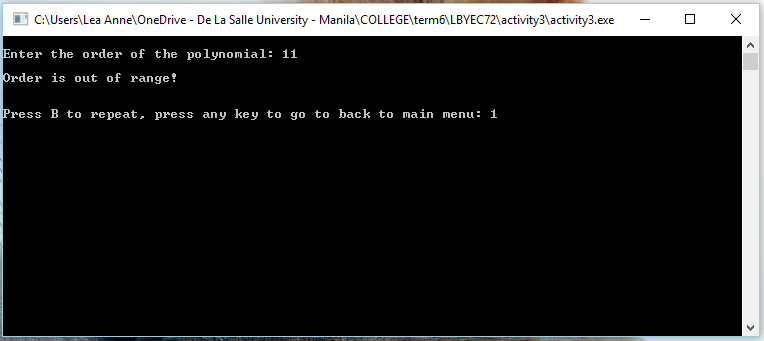 C:\Users\Lea Anne\OneDrive - De La Salle University - Manila\COLLEGE\term6\LBYEC72\activity3\activity3.exe
Enter the order of the polynomial: 11
Order is out of range!
Press B to repeat, press any key to go to back to main menu: 1